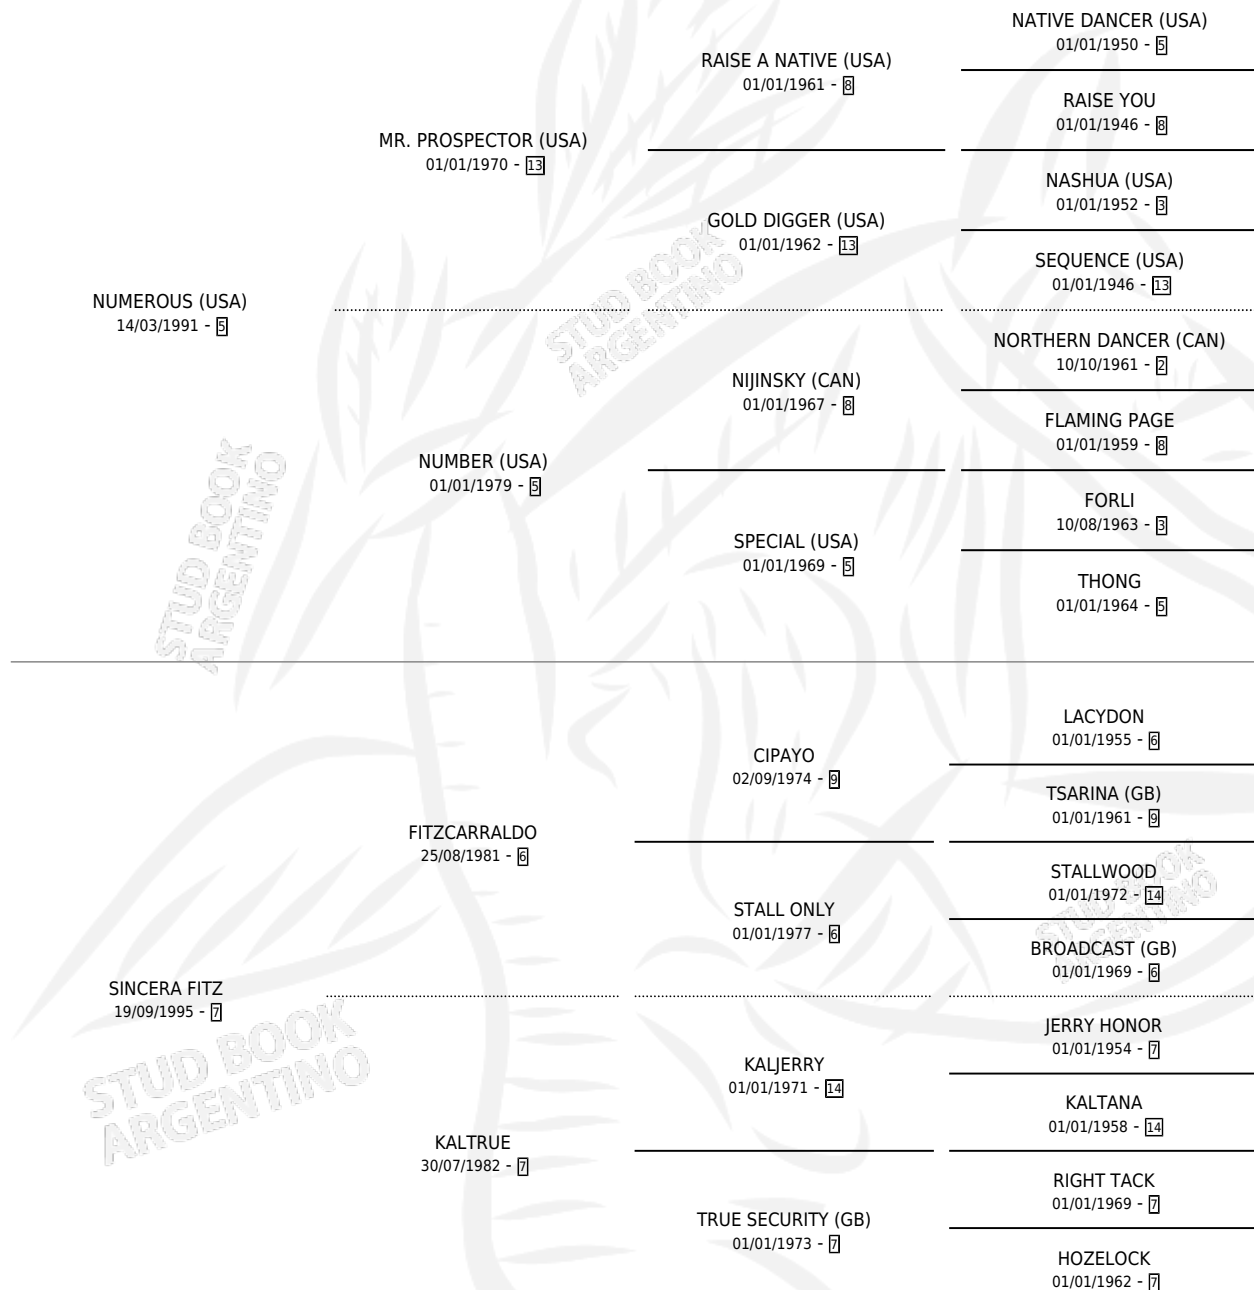 NATIVE DANCER (USA)
01/01/1950 - 5
RAISE A NATIVE (USA)
01/01/1961 - 8
RAISE YOU
01/01/1946 - 8
MR. PROSPECTOR (USA)
01/01/1970 - 13
NASHUA (USA)
01/01/1952 - 3
GOLD DIGGER (USA)
01/01/1962 - 13
SEQUENCE (USA)
01/01/1946 - 13
NUMEROUS (USA)
14/03/1991 - 5
NORTHERN DANCER (CAN)
10/10/1961 - 2
NIJINSKY (CAN)
01/01/1967 - 8
FLAMING PAGE
01/01/1959 - 8
NUMBER (USA)
01/01/1979 - 5
FORLI
10/08/1963 - 3
SPECIAL (USA)
01/01/1969 - 5
THONG
01/01/1964 - 5
LACYDON
01/01/1955 - 6
CIPAYO
02/09/1974 - 9
TSARINA (GB)
01/01/1961 - 9
FITZCARRALDO
25/08/1981 - 6
STALLWOOD
01/01/1972 - 14
STALL ONLY
01/01/1977 - 6
BROADCAST (GB)
01/01/1969 - 6
SINCERA FITZ
19/09/1995 - 7
JERRY HONOR
01/01/1954 - 7
KALJERRY
01/01/1971 - 14
KALTANA
01/01/1958 - 14
KALTRUE
30/07/1982 - 7
RIGHT TACK
01/01/1969 - 7
TRUE SECURITY (GB)
01/01/1973 - 7
HOZELOCK
01/01/1962 - 7
STUD BOOK
ARGENTINO
STUD BOOK
ARGENTINO
STUD BOOK
ARGENTINO
STUD BOOK
ARGENTINO